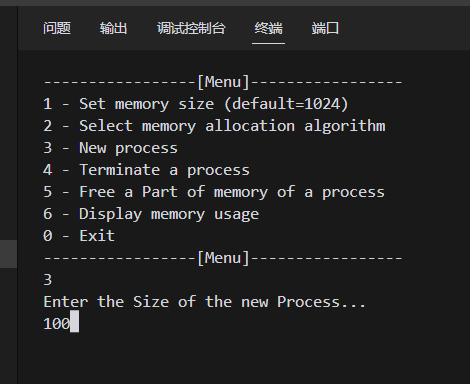 问题 输出 调试控制台 终端 端口
-----------------[Menu]-----------------
1 - Set memory size (default=1024)
2 - Select memory allocation algorithm
3 - New process
4 - Terminate a process
5 - Free a Part of memory of a process
6 - Display memory usage
0 - Exit
-----------------[Menu]-----------------
3
Enter the Size of the new Process...
100